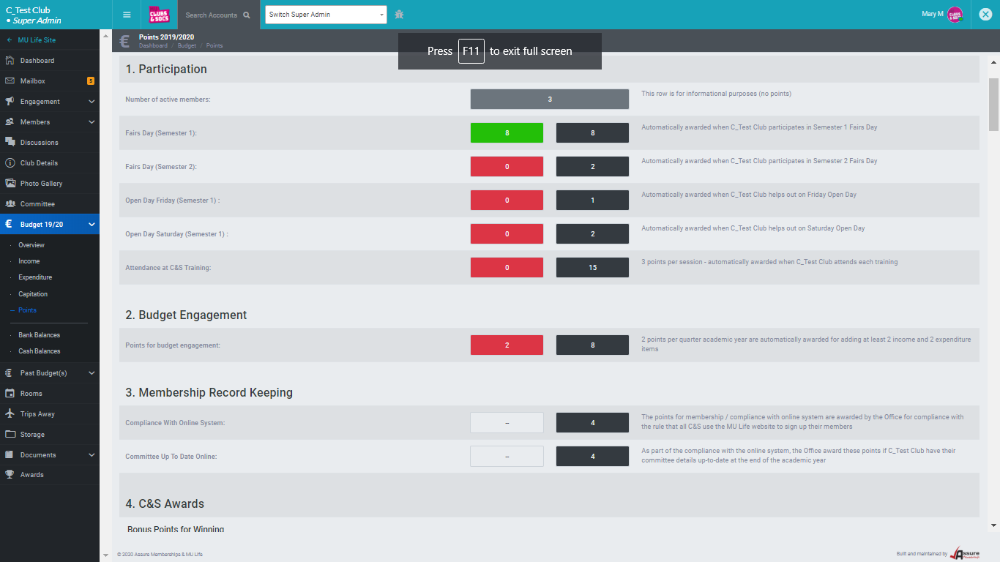 C_Test Club
• Super Admin
CLUBS & SOCS
Search Accounts
Switch Super Admin
Mary M
← MU Life Site
Dashboard
Mailbox 5
Engagement
Members
Discussions
Club Details
Photo Gallery
Committee
€ Budget 19/20
Overview
Income
Expenditure
Capitation
Points
Bank Balances
Cash Balances
Past Budget(s)
Rooms
Trips Away
Storage
Documents
Awards
€ Points 2019/2020
Dashboard / Budget / Points
Press F11 to exit full screen
1. Participation
Number of active members: 3 This row is for informational purposes (no points)
Fairs Day (Semester 1): 8 8 Automatically awarded when C_Test Club participates in Semester 1 Fairs Day
Fairs Day (Semester 2): 0 2 Automatically awarded when C_Test Club participates in Semester 2 Fairs Day
Open Day Friday (Semester 1) : 0 1 Automatically awarded when C_Test Club helps out on Friday Open Day
Open Day Saturday (Semester 1) : 0 2 Automatically awarded when C_Test Club helps out on Saturday Open Day
Attendance at C&S Training: 0 15 3 points per session - automatically awarded when C_Test Club attends each training
2. Budget Engagement
Points for budget engagement: 2 8 2 points per quarter academic year are automatically awarded for adding at least 2 income and 2 expenditure
items
3. Membership Record Keeping
Compliance With Online System: -- 4 The points for membership / compliance with online system are awarded by the Office for compliance with
the rule that all C&S use the MU Life website to sign up their members
Committee Up To Date Online: -- 4 As part of the compliance with the online system, the Office award these points if C_Test Club have their
committee details up-to-date at the end of the academic year
4. C&S Awards
Bonus Points for Winning
© 2020 Assure Memberships & MU Life
Built and maintained by Assure